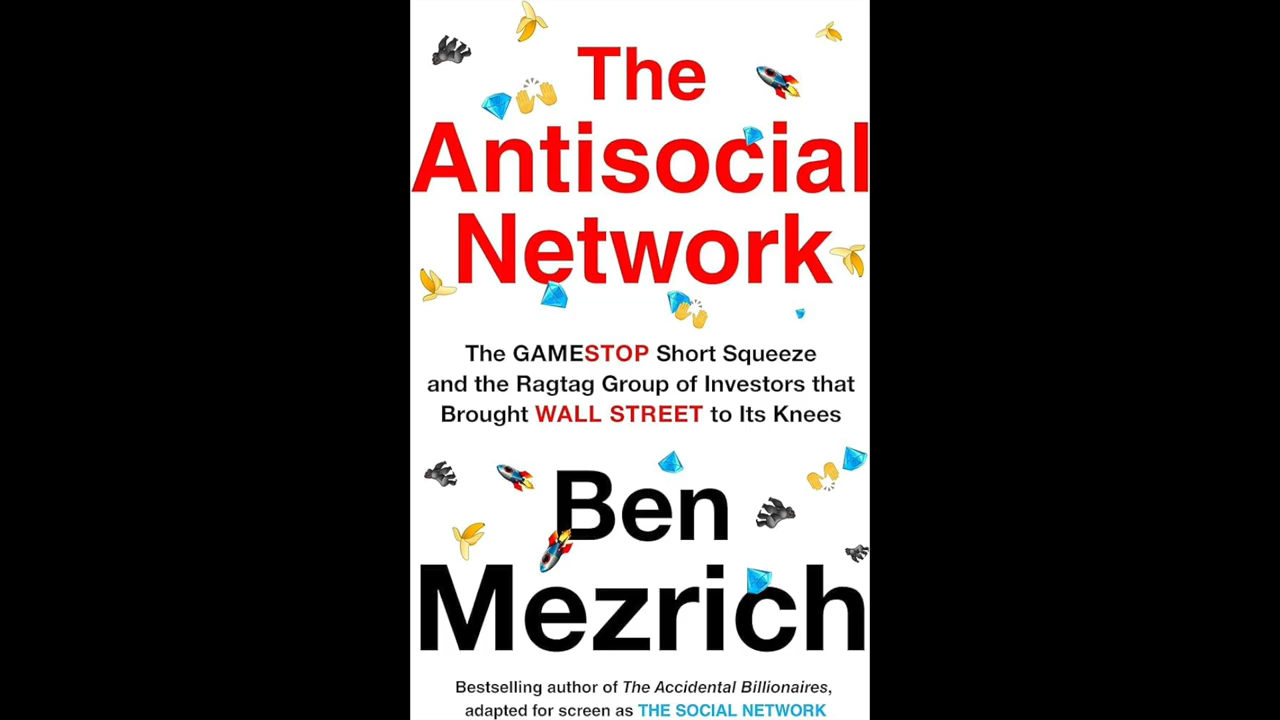 The
Antisocial
Network
The GAMESTOP Short Squeeze
and the Ragtag Group of Investors that
Brought WALL STREET to Its Knees
Ben
Mezrich
Bestselling author of The Accidental Billionaires,
adapted for screen as THE SOCIAL NETWORK